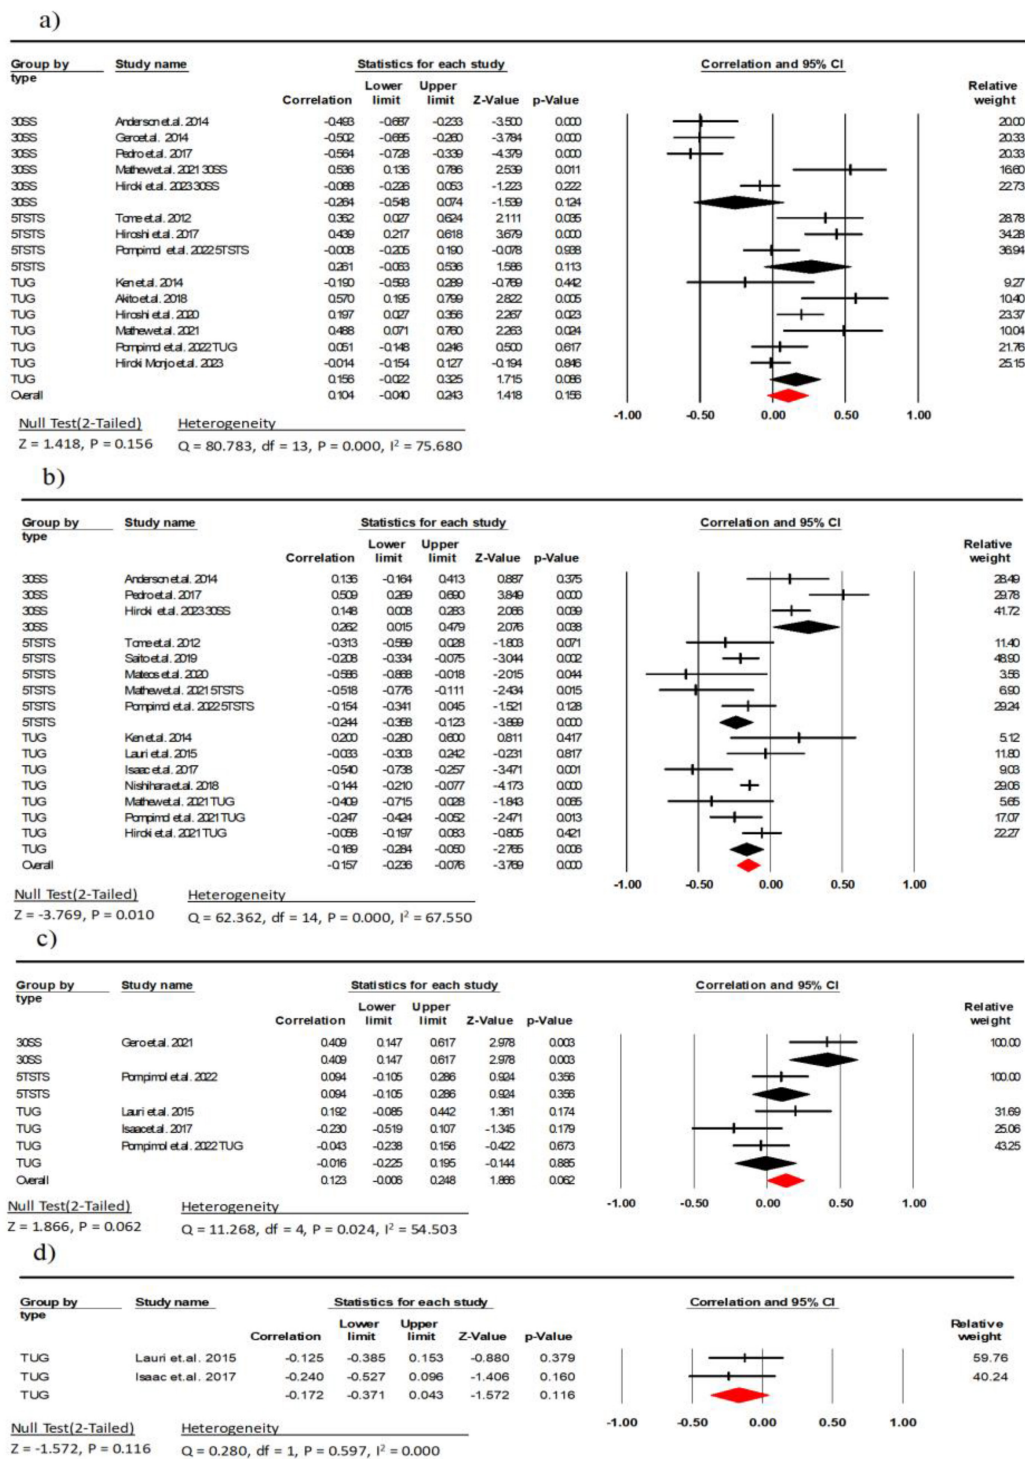 a)
Group by type Study name Statistics for each study Correlation and 95% CI
Correlation Lower limit Upper limit Z-Value p-Value Relative weight
30SS Anderson et al. 2014 -0.493 -0.687 -0.233 -3.500 0.000 20.00
30SS Gero et al. 2014 -0.502 -0.685 -0.260 -3.784 0.000 20.33
30SS Pedro et al. 2017 -0.564 -0.728 -0.339 -4.379 0.000 20.33
30SS Mathew et al. 2021 30SS 0.536 0.136 0.786 2.539 0.011 16.60
30SS Hiroki et al. 2023 30SS -0.088 -0.226 0.053 -1.223 0.222 22.73
30SS -0.264 -0.548 0.074 -1.539 0.124
5TSTS Tome et al. 2012 0.362 0.027 0.624 2.111 0.035 28.78
5TSTS Hiroshi et al. 2017 0.439 0.217 0.618 3.679 0.000 34.28
5TSTS Pompimol et al. 2022 5TSTS -0.008 -0.205 0.190 -0.078 0.938 36.94
5TSTS 0.261 -0.063 0.536 1.586 0.113
TUG Ken et al. 2014 -0.190 -0.593 0.289 -0.769 0.442 9.27
TUG Akito et al. 2018 0.570 0.195 0.799 2.822 0.005 10.40
TUG Hiroshi et al. 2020 0.197 0.027 0.356 2.267 0.023 23.37
TUG Mathew et al. 2021 0.488 0.071 0.760 2.263 0.024 10.04
TUG Pompimol et al. 2022 TUG 0.051 -0.148 0.246 0.500 0.617 21.76
TUG Hiroki Monjo et al. 2023 -0.014 -0.154 0.127 -0.194 0.846 25.15
TUG 0.156 -0.022 0.325 1.715 0.086
Overall 0.104 -0.040 0.243 1.418 0.156
-1.00 -0.50 0.00 0.50 1.00
Null Test(2-Tailed) Heterogeneity
Z = 1.418, P = 0.156 Q = 80.783, df = 13, P = 0.000, I² = 75.680
b)
Group by type Study name Statistics for each study Correlation and 95% CI
Correlation Lower limit Upper limit Z-Value p-Value Relative weight
30SS Anderson et al. 2014 0.136 -0.164 0.413 0.887 0.375 28.49
30SS Pedro et al. 2017 0.509 0.269 0.690 3.849 0.000 29.78
30SS Hiroki et al. 2023 30SS 0.148 0.008 0.283 2.066 0.039 41.72
30SS 0.262 0.015 0.479 2.076 0.038
5TSTS Tome et al. 2012 -0.313 -0.589 0.028 -1.803 0.071 11.40
5TSTS Saito et al. 2019 -0.208 -0.334 -0.075 -3.044 0.002 48.90
5TSTS Mateos et al. 2020 -0.586 -0.868 -0.018 -2.015 0.044 3.56
5TSTS Mathew et al. 2021 5TSTS -0.518 -0.776 -0.111 -2.434 0.015 6.90
5TSTS Pompimol et al. 2022 5TSTS -0.154 -0.341 0.045 -1.521 0.128 29.24
5TSTS -0.244 -0.358 -0.123 -3.899 0.000
TUG Ken et al. 2014 0.200 -0.280 0.600 0.811 0.417 5.12
TUG Lauri et al. 2015 -0.033 -0.303 0.242 -0.231 0.817 11.80
TUG Isaac et al. 2017 -0.540 -0.738 -0.257 -3.471 0.001 9.03
TUG Nishihara et al. 2018 -0.144 -0.210 -0.077 -4.173 0.000 29.06
TUG Mathew et al. 2021 TUG -0.409 -0.715 0.028 -1.843 0.065 5.65
TUG Pompimol et al. 2021 TUG -0.247 -0.424 -0.052 -2.471 0.013 17.07
TUG Hiroki et al. 2021 TUG -0.058 -0.197 0.083 -0.805 0.421 22.27
TUG -0.169 -0.284 -0.050 -2.765 0.006
Overall -0.157 -0.236 -0.076 -3.769 0.000
-1.00 -0.50 0.00 0.50 1.00
Null Test(2-Tailed) Heterogeneity
Z = -3.769, P = 0.010 Q = 62.362, df = 14, P = 0.000, I² = 67.550
c)
Group by type Study name Statistics for each study Correlation and 95% CI
Correlation Lower limit Upper limit Z-Value p-Value Relative weight
30SS Gero et al. 2021 0.409 0.147 0.617 2.978 0.003 100.00
30SS 0.409 0.147 0.617 2.978 0.003
5TSTS Pompimol et al. 2022 0.094 -0.105 0.286 0.924 0.356 100.00
5TSTS 0.094 -0.105 0.286 0.924 0.356
TUG Lauri et al. 2015 0.192 -0.085 0.442 1.361 0.174 31.69
TUG Isaac et al. 2017 -0.230 -0.519 0.107 -1.345 0.179 25.06
TUG Pompimol et al. 2022 TUG -0.043 -0.238 0.156 -0.422 0.673 43.25
TUG -0.016 -0.225 0.195 -0.144 0.885
Overall 0.123 -0.006 0.248 1.866 0.062
-1.00 -0.50 0.00 0.50 1.00
Null Test(2-Tailed) Heterogeneity
Z = 1.866, P = 0.062 Q = 11.268, df = 4, P = 0.024, I² = 54.503
d)
Group by type Study name Statistics for each study Correlation and 95% CI
Correlation Lower limit Upper limit Z-Value p-Value Relative weight
TUG Lauri et.al. 2015 -0.125 -0.385 0.153 -0.880 0.379 59.76
TUG Isaac et.al. 2017 -0.240 -0.527 0.096 -1.406 0.160 40.24
TUG -0.172 -0.371 0.043 -1.572 0.116
-1.00 -0.50 0.00 0.50 1.00
Null Test(2-Tailed) Heterogeneity
Z = -1.572, P = 0.116 Q = 0.280, df = 1, P = 0.597, I² = 0.000